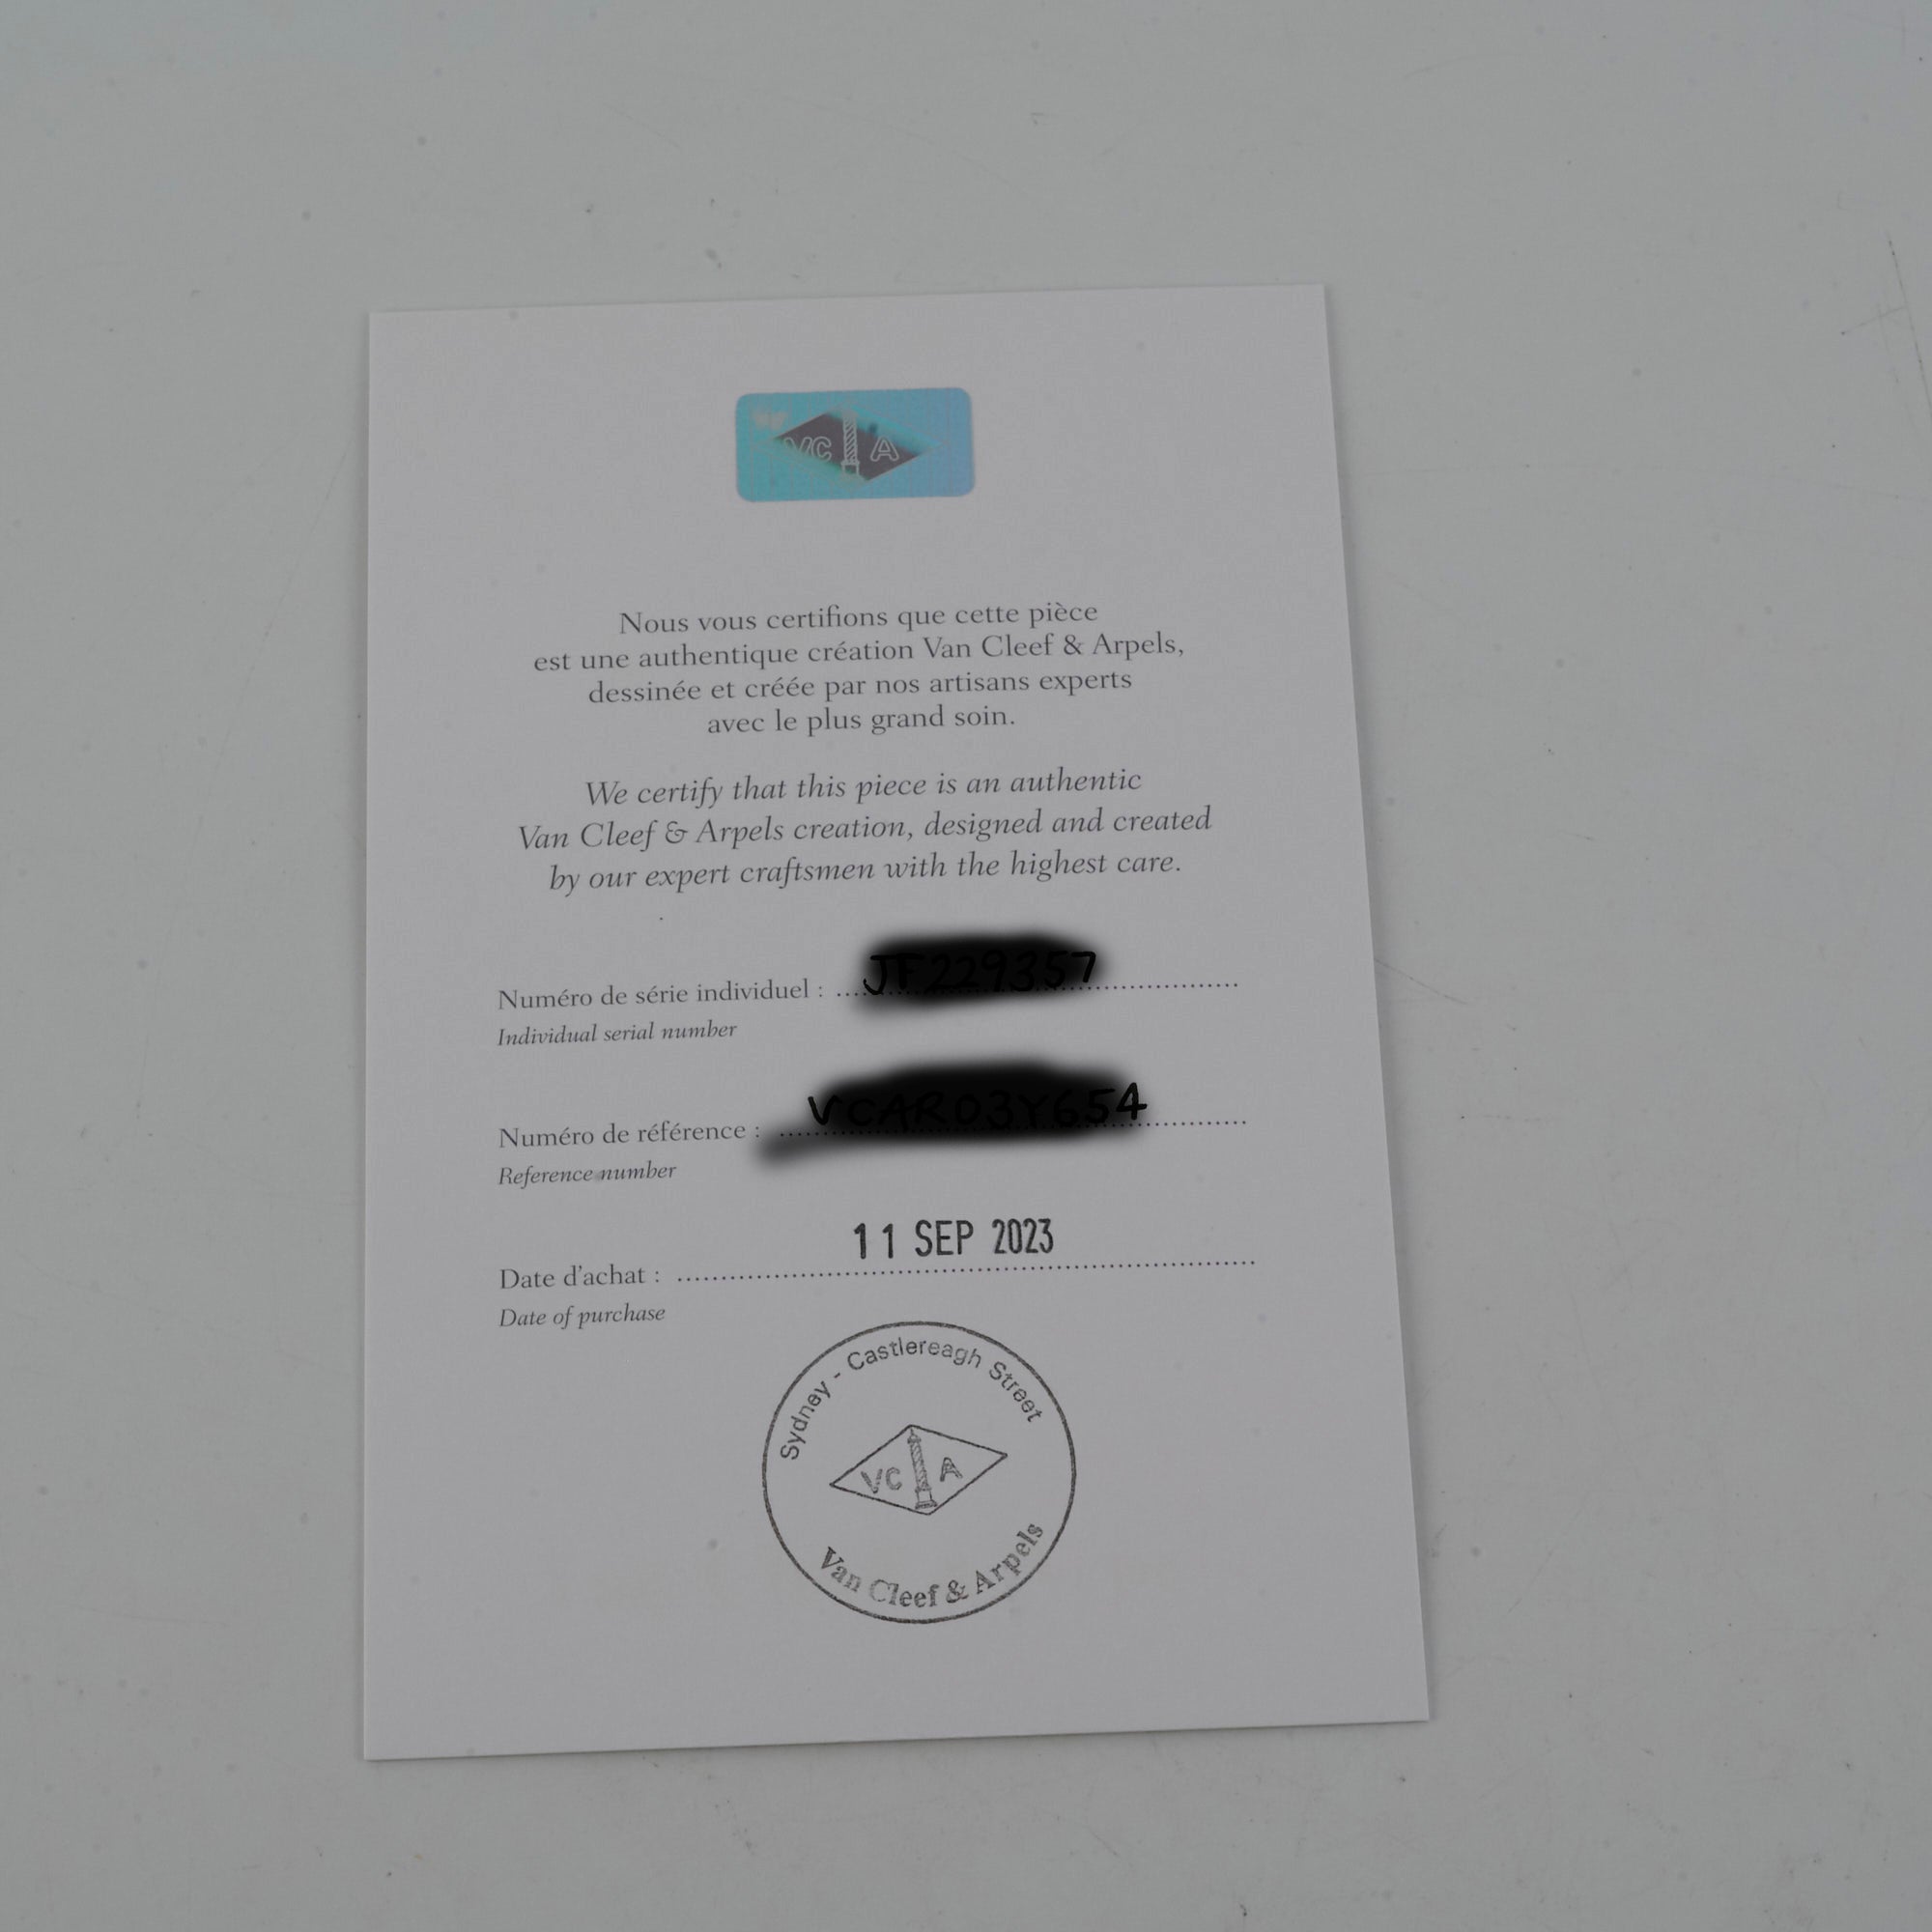 VC A
Nous vous certifions que cette pièce
est une authentique création Van Cleef & Arpels,
dessinée et créée par nos artisans experts
avec le plus grand soin.
We certify that this piece is an authentic
Van Cleef & Arpels creation, designed and created
by our expert craftsmen with the highest care.
Numéro de série individuel :
Individual serial number
Numéro de référence :
Reference number
Date d'achat : 11 SEP 2023
Date of purchase
Sydney - Castlereagh Street
VC A
Van Cleef & Arpels